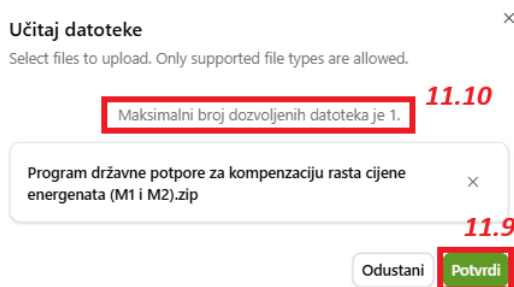 Učitaj datoteke
Select files to upload. Only supported file types are allowed.
11.10
Maksimalni broj dozvoljenih datoteka je 1.
Program državne potpore za kompenzaciju rasta cijene
energenata (M1 i M2).zip
11.9
Odustani Potvrdi